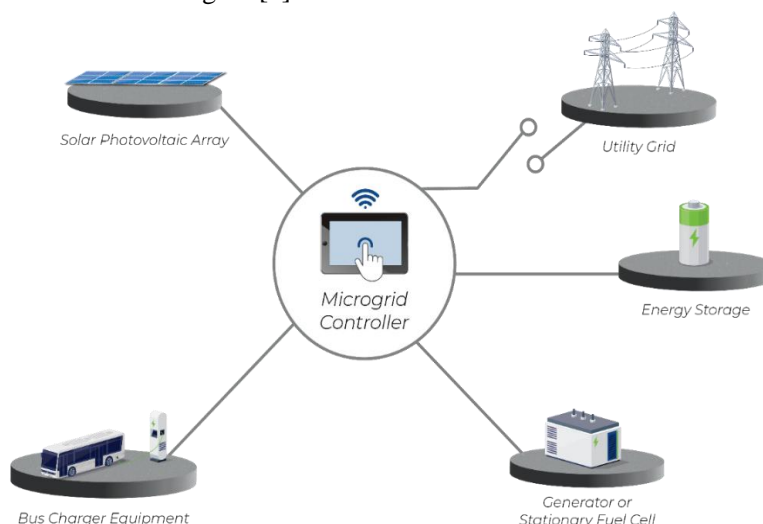 Solar Photovoltaic Array
Utility Grid
Microgrid
Controller
Energy Storage
Bus Charger Equipment
Generator or
Stationary Fuel Cell